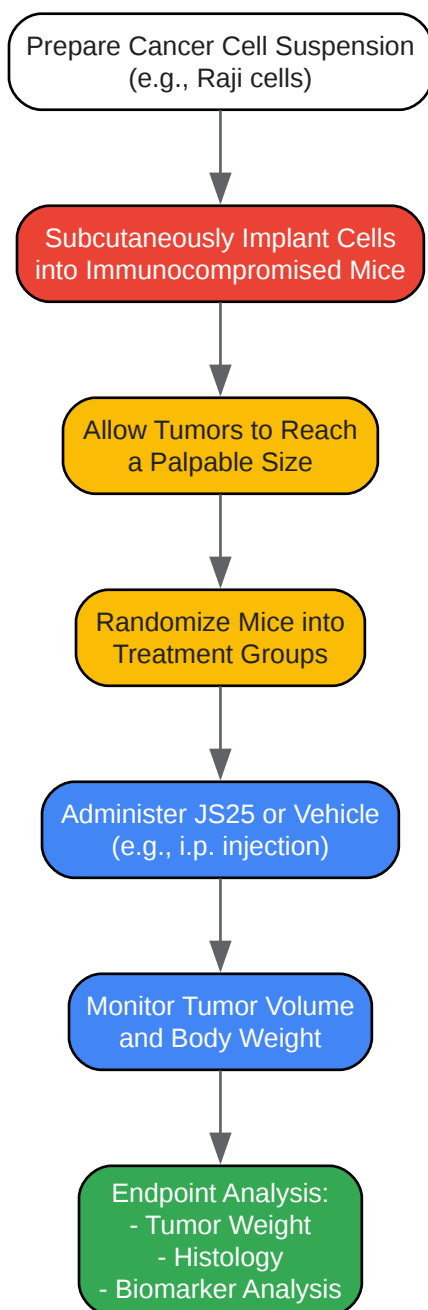 Prepare Cancer Cell Suspension
(e.g., Raji cells)
Subcutaneously Implant Cells
into Immunocompromised Mice
Allow Tumors to Reach
a Palpable Size
Randomize Mice into
Treatment Groups
Administer JS25 or Vehicle
(e.g., i.p. injection)
Monitor Tumor Volume
and Body Weight
Endpoint Analysis:
- Tumor Weight
- Histology
- Biomarker Analysis